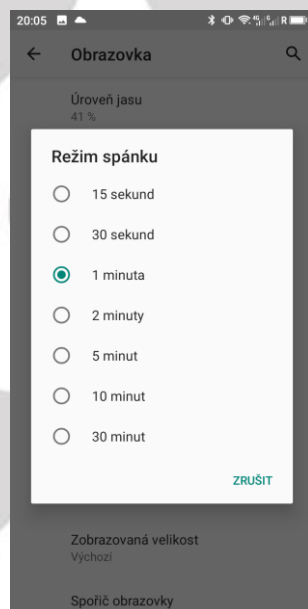 20:05
Obrazovka
Úroveň jasu
41 %
Režim spánku
15 sekund
30 sekund
1 minuta
2 minuty
5 minut
10 minut
30 minut
ZRUŠIT
Zobrazovaná velikost
Výchozí
Spořič obrazovky